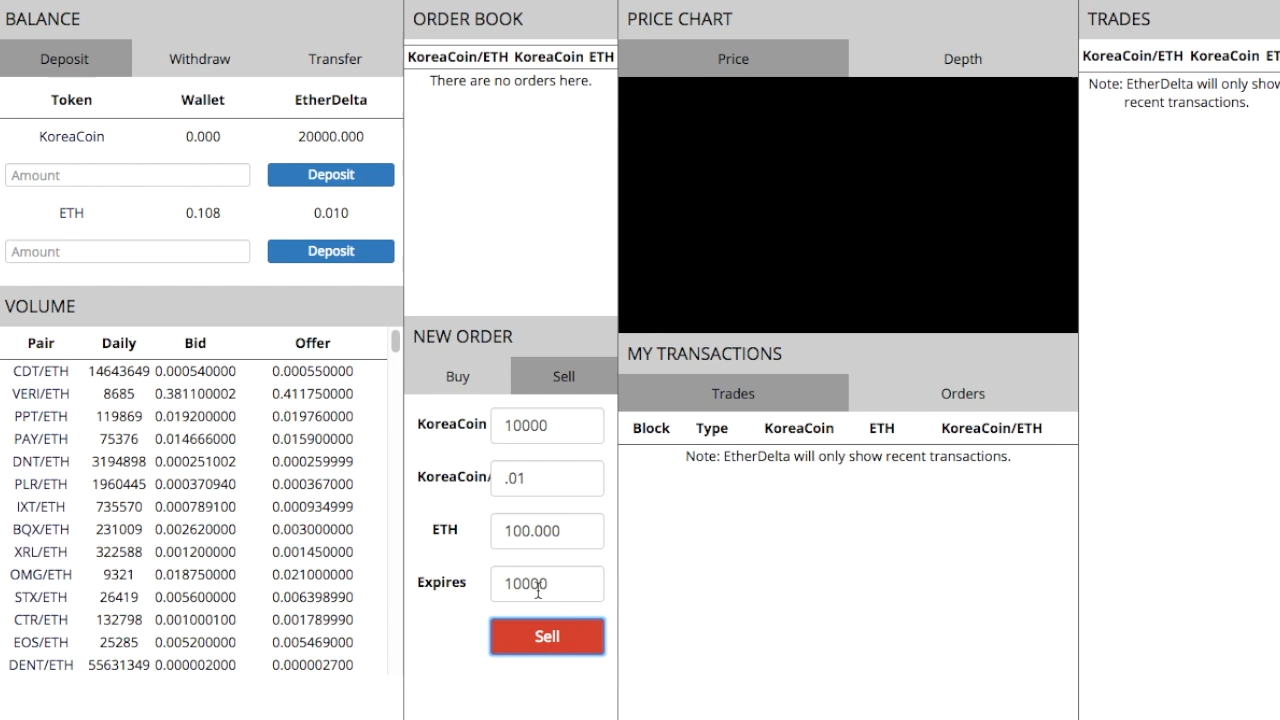 BALANCE
Deposit Withdraw Transfer
Token Wallet EtherDelta
KoreaCoin 0.000 20000.000
Amount Deposit
ETH 0.108 0.010
Amount Deposit
VOLUME
Pair Daily Bid Offer
CDT/ETH 14643649 0.000540000 0.000550000
VERI/ETH 8685 0.381100002 0.411750000
PPT/ETH 119869 0.019200000 0.019760000
PAY/ETH 75376 0.014666000 0.015900000
DNT/ETH 3194898 0.000251002 0.000259999
PLR/ETH 1960445 0.000370940 0.000367000
IXT/ETH 735570 0.000789100 0.000934999
BQX/ETH 231009 0.002620000 0.003000000
XRL/ETH 322588 0.001200000 0.001450000
OMG/ETH 9321 0.018750000 0.021000000
STX/ETH 26419 0.005600000 0.006398990
CTR/ETH 132798 0.001000100 0.001789990
EOS/ETH 25285 0.005200000 0.005469000
DENT/ETH 55631349 0.000002000 0.000002700
ORDER BOOK
KoreaCoin/ETH KoreaCoin ETH
There are no orders here.
NEW ORDER
Buy Sell
KoreaCoin 10000
KoreaCoin/ .01
ETH 100.000
Expires 10000
Sell
PRICE CHART
Price Depth
MY TRANSACTIONS
Trades Orders
Block Type KoreaCoin ETH KoreaCoin/ETH
Note: EtherDelta will only show recent transactions.
TRADES
KoreaCoin/ETH KoreaCoin ET
Note: EtherDelta will only show
recent transactions.